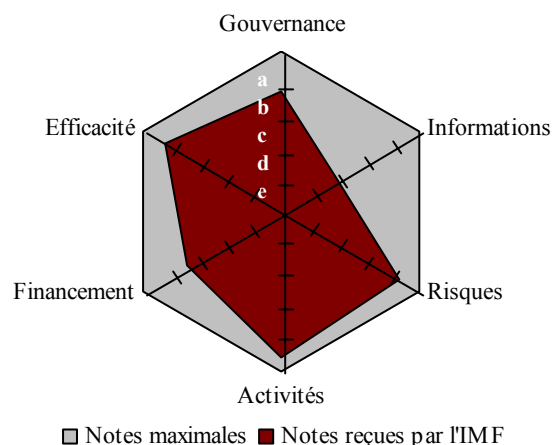 Gouvernance
a
b
Efficacité
Informations
c
d
e
Financement
Risques
Activités
Notes maximales Notes reçues par l'IMF